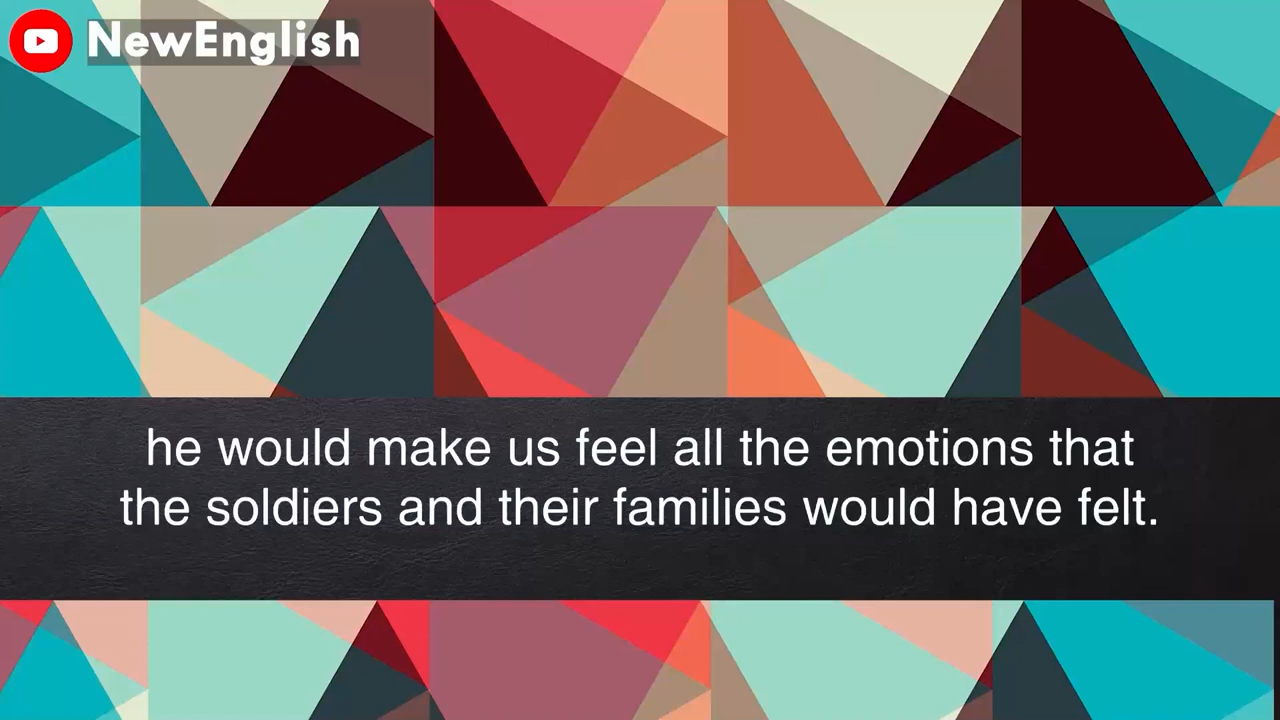 NewEnglish
he would make us feel all the emotions that
the soldiers and their families would have felt.